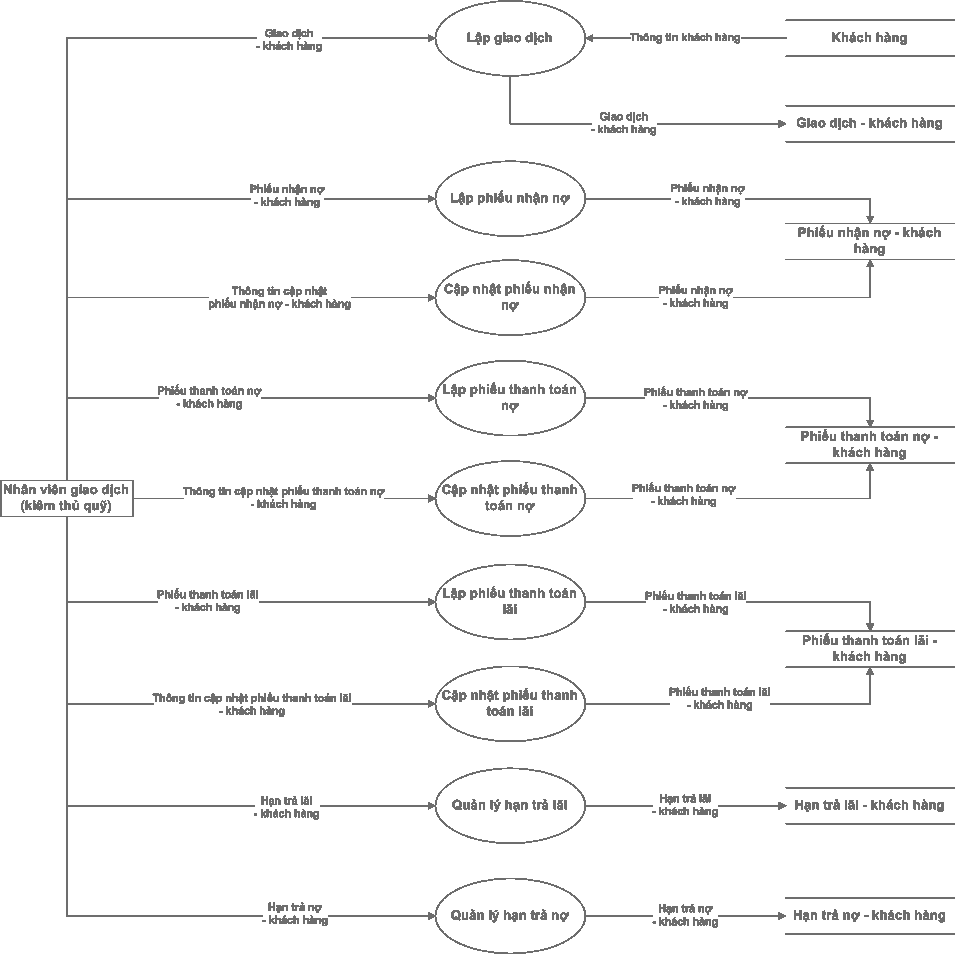 Giao dịch
- khách hàng
Lập giao dịch
Thông tin khách hàng
Khách hàng
Giao dịch
- khách hàng
Giao dịch - khách hàng
Phiếu nhận nợ
- khách hàng
Lập phiếu nhận nợ
Phiếu nhận nợ
- khách hàng
Phiếu nhận nợ - khách
hàng
Thông tin cập nhật
phiếu nhận nợ - khách hàng
Cập nhật phiếu nhận
nợ
Phiếu nhận nợ
- khách hàng
Phiếu thanh toán nợ
- khách hàng
Lập phiếu thanh toán
nợ
Phiếu thanh toán nợ
- khách hàng
Phiếu thanh toán nợ -
khách hàng
Nhân viên giao dịch
(kiêm thủ quỹ)
Thông tin cập nhật phiếu thanh toán nợ
- khách hàng
Cập nhật phiếu thanh
toán nợ
Phiếu thanh toán nợ
- khách hàng
Phiếu thanh toán lãi
- khách hàng
Lập phiếu thanh toán
lãi
Phiếu thanh toán lãi
- khách hàng
Phiếu thanh toán lãi -
khách hàng
Thông tin cập nhật phiếu thanh toán lãi
- khách hàng
Cập nhật phiếu thanh
toán lãi
Phiếu thanh toán lãi
- khách hàng
Hạn trả lãi
- khách hàng
Quản lý hạn trả lãi
Hạn trả lãi
- khách hàng
Hạn trả lãi - khách hàng
Hạn trả nợ
- khách hàng
Quản lý hạn trả nợ
Hạn trả nợ
- khách hàng
Hạn trả nợ - khách hàng